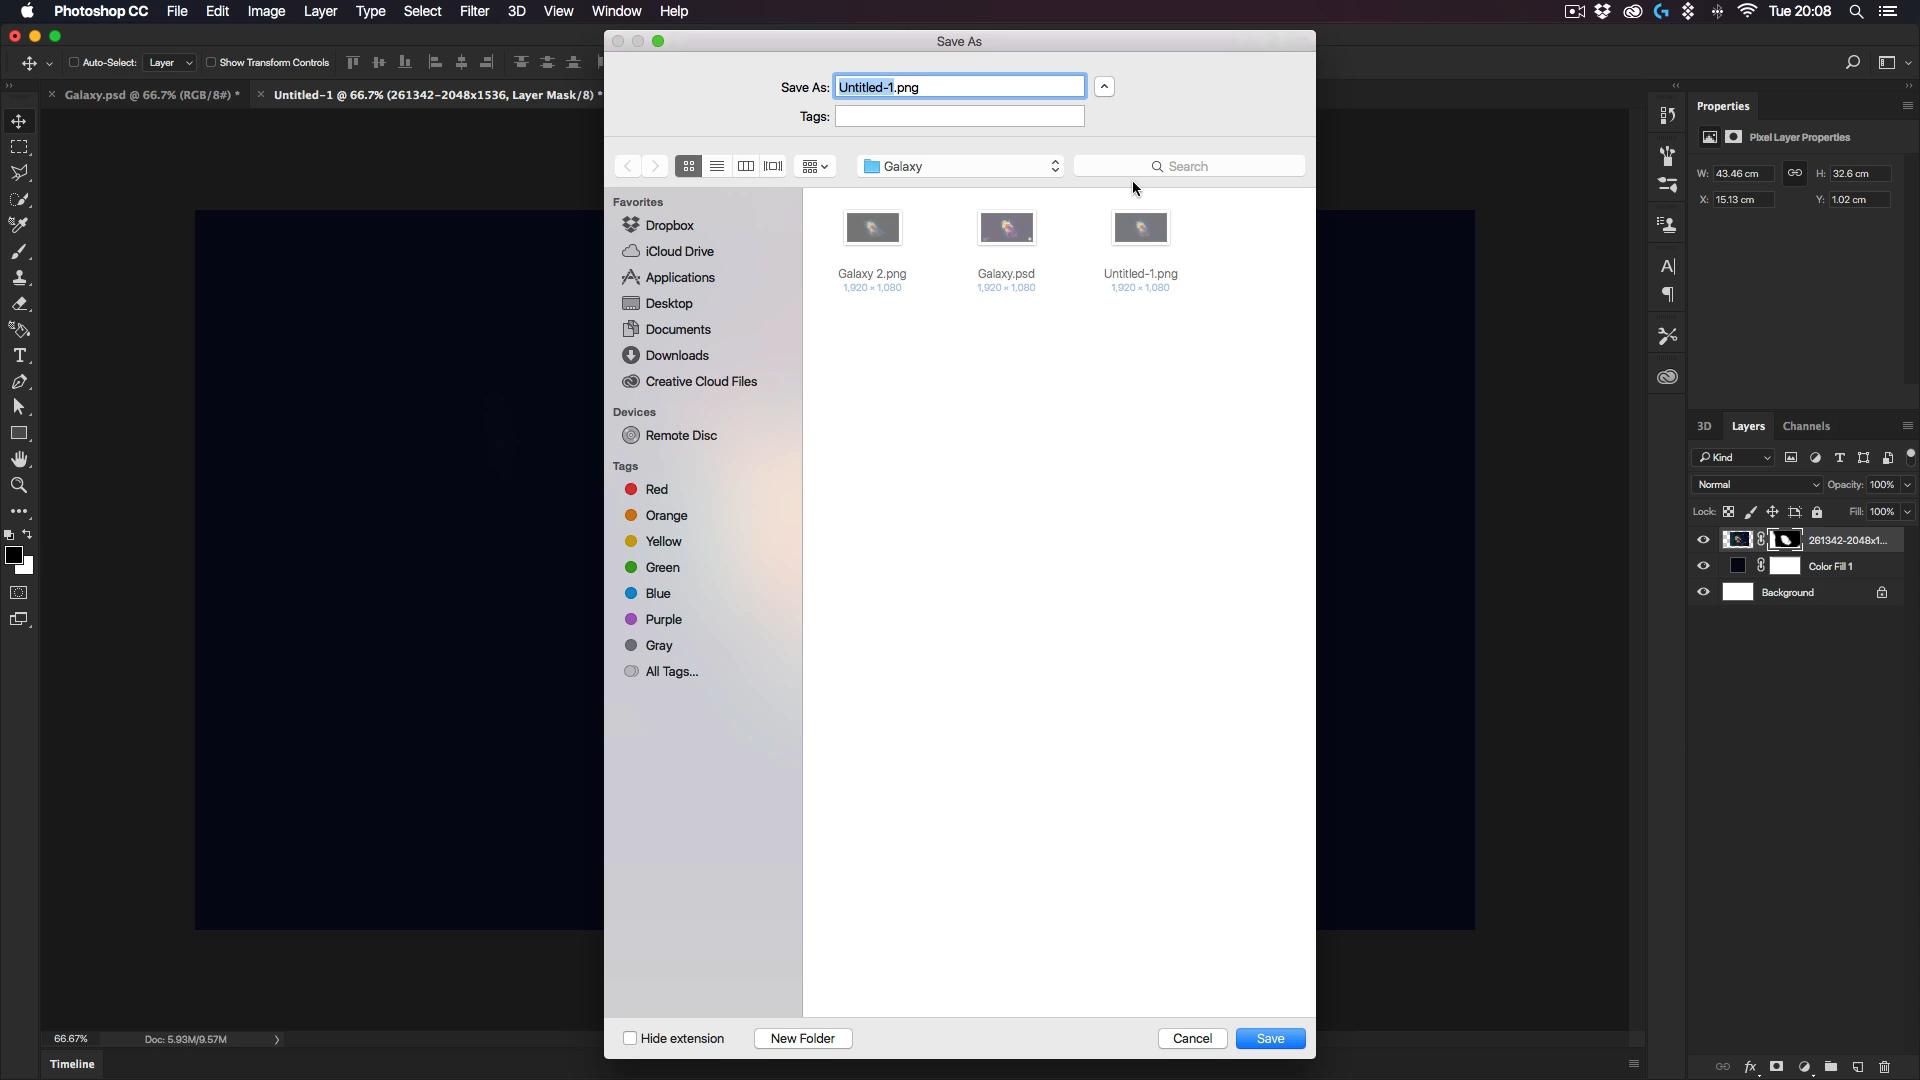 Photoshop CC File Edit Image Layer Type Select Filter 3D View Window Help Tue 20:08
Auto-Select: Layer Show Transform Controls
Galaxy.psd @ 66.7% (RGB/8#) * Untitled-1 @ 66.7% (261342-2048x1536, Layer Mask/8) *
Save As
Save As: Untitled-1.png
Tags:
Galaxy Search
Favorites
Dropbox
iCloud Drive
Applications
Desktop
Documents
Downloads
Creative Cloud Files
Devices
Remote Disc
Tags
Red
Orange
Yellow
Green
Blue
Purple
Gray
All Tags...
Galaxy 2.png
1,920 × 1,080
Galaxy.psd
1,920 × 1,080
Untitled-1.png
1,920 × 1,080
Hide extension New Folder Cancel Save
Properties
Pixel Layer Properties
W: 43.46 cm H: 32.6 cm
X: 15.13 cm Y: 1.02 cm
3D Layers Channels
Kind
Normal Opacity: 100%
Lock: Fill: 100%
261342-2048x1...
Color Fill 1
Background
66.67% Doc: 5.93M/9.57M
Timeline